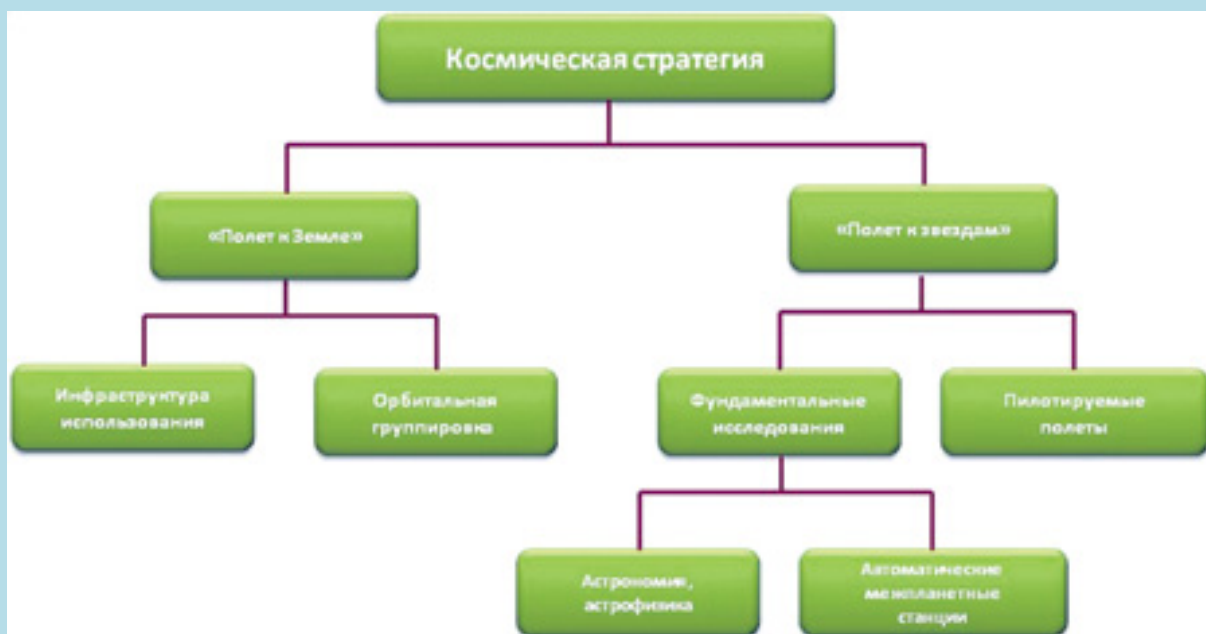 Космическая стратегия
«Полет к Земле»
«Полет к звездам»
Инфраструктура
использования
Орбитальная
группировка
Фундаментальные
исследования
Пилотируемые
полеты
Астрономия,
астрофизика
Автоматические
межпланетные
станции